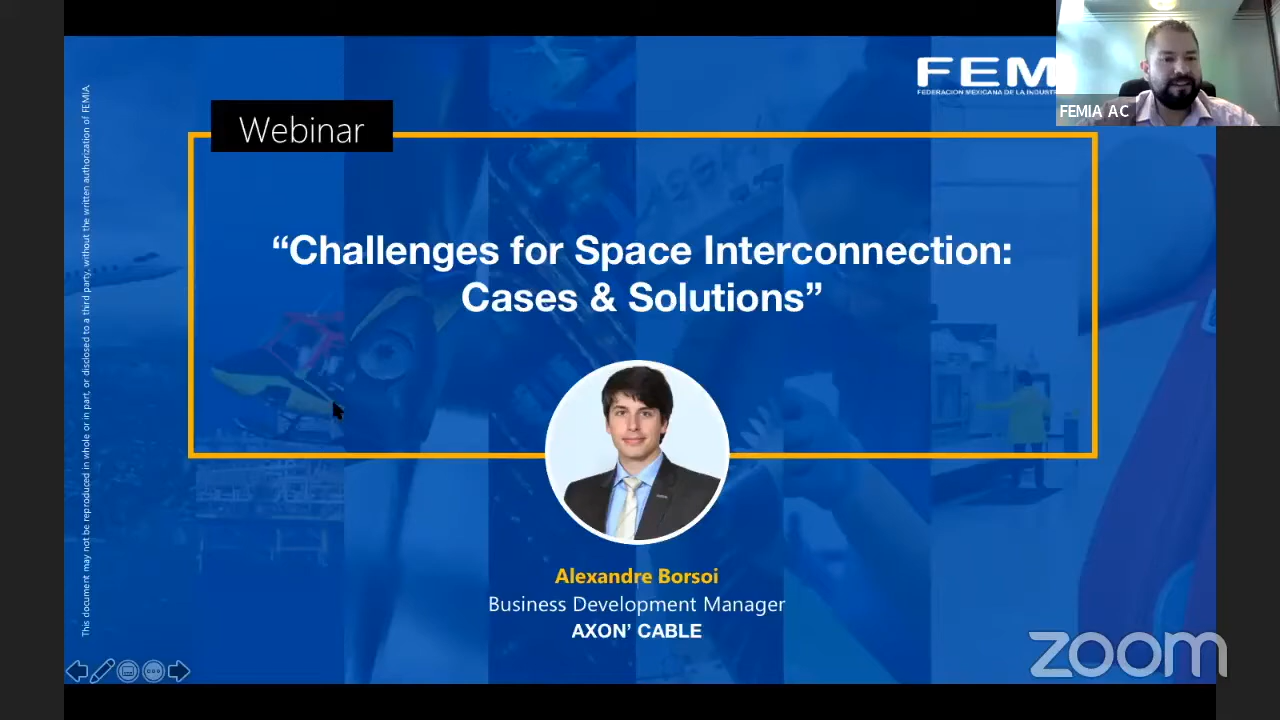 FEM
FEDERACION MEXICANA DE LA INDUST
FEMIA AC
Webinar
“Challenges for Space Interconnection:
Cases & Solutions”
Alexandre Borsoi
Business Development Manager
AXON’ CABLE
This document may not be reproduced in whole or in part, or disclosed to a third party, without the written authorization of FEMIA.
zoom